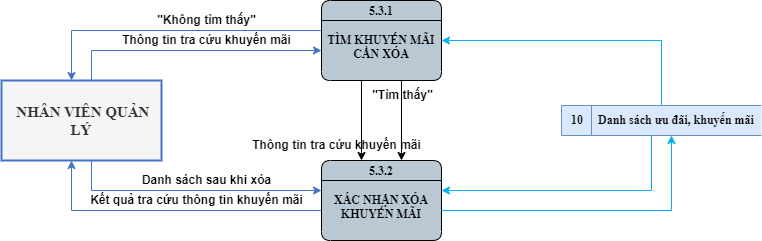 "Không tìm thấy"
Thông tin tra cứu khuyến mãi
5.3.1
TÌM KHUYẾN MÃI
CẦN XÓA
"Tìm thấy"
NHÂN VIÊN QUẢN
LÝ
10
Danh sách ưu đãi, khuyến mãi
Thông tin tra cứu khuyến mãi
5.3.2
XÁC NHẬN XÓA
KHUYẾN MÃI
Danh sách sau khi xóa
Kết quả tra cứu thông tin khuyến mãi